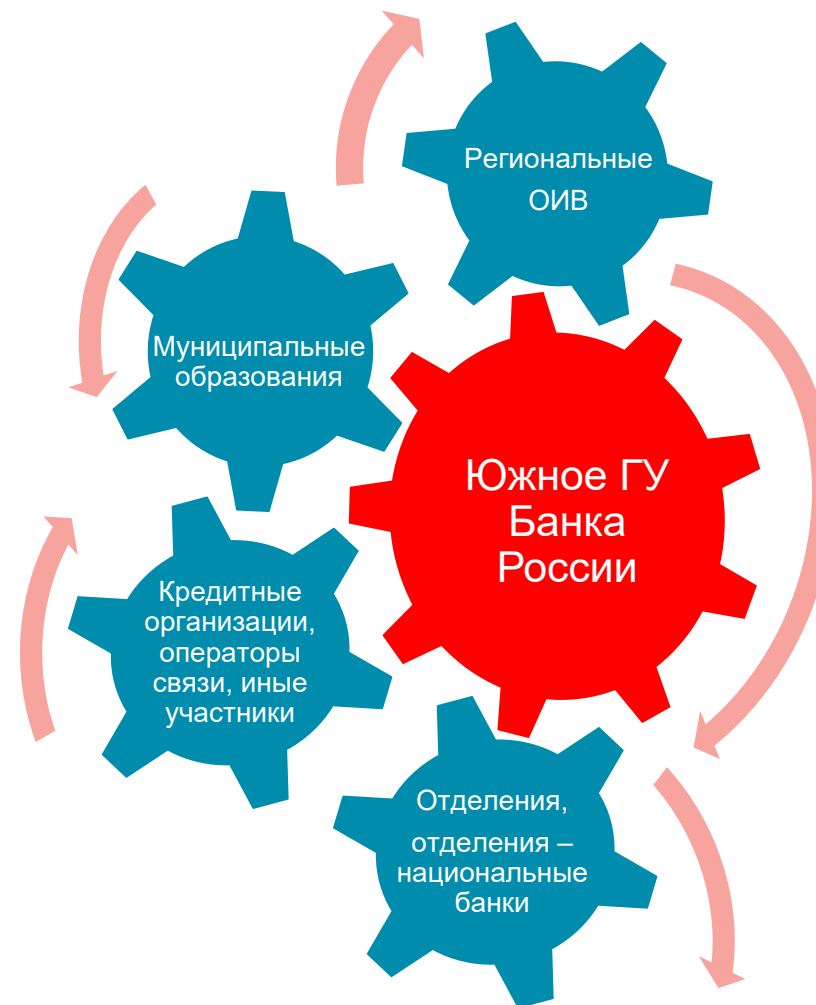 Региональные
ОИВ
Муниципальные
образования
Южное ГУ
Банка
России
Кредитные
организации,
операторы
связи, иные
участники
Отделения,
отделения –
национальные
банки